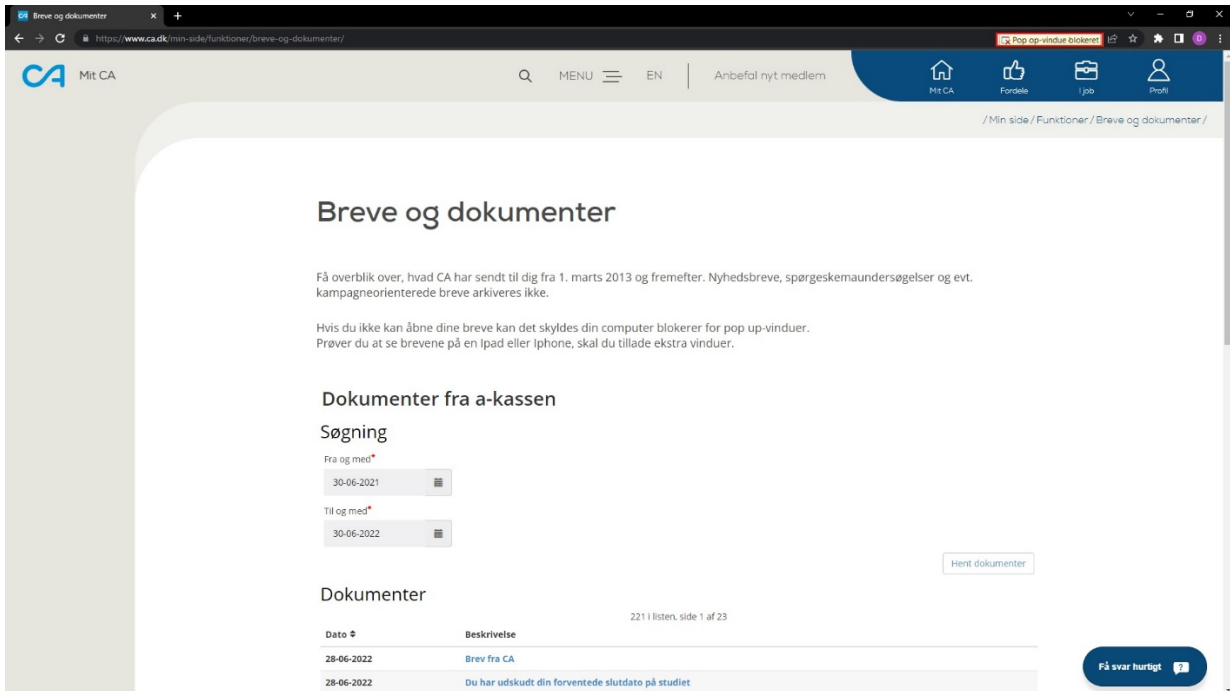 Breve og dokumenter
https://www.ca.dk/min-side/funktioner/breve-og-dokumenter/
Pop op-vindue blokeret
D
CA Mit CA
MENU
EN
Anbefal nyt medlem
Mit CA
Fordele
I job
Profil
/ Min side / Funktioner / Breve og dokumenter /
Breve og dokumenter
Få overblik over, hvad CA har sendt til dig fra 1. marts 2013 og fremefter. Nyhedsbreve, spørgeskemaundersøgelser og evt.
kampagneorienterede breve arkiveres ikke.
Hvis du ikke kan åbne dine breve kan det skyldes din computer blokerer for pop up-vinduer.
Prøver du at se brevene på en Ipad eller Iphone, skal du tillade ekstra vinduer.
Dokumenter fra a-kassen
Søgning
Fra og med*
30-06-2021
Til og med*
30-06-2022
Hent dokumenter
Dokumenter
221 i listen, side 1 af 23
Dato Beskrivelse
28-06-2022 Brev fra CA
28-06-2022 Du har udskudt din forventede slutdato på studiet
Få svar hurtigt ?